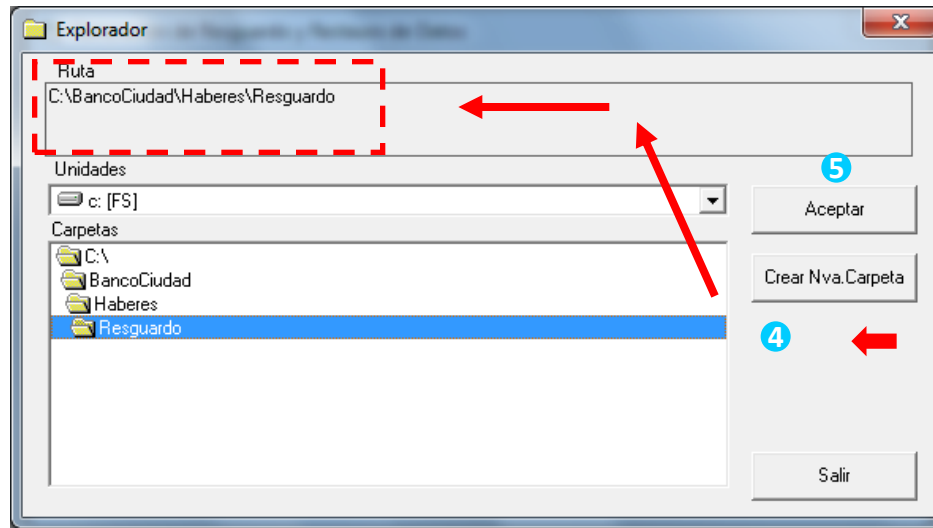 Explorador
Ruta
C:\BancoCiudad\Haberes\Resguardo
Unidades
c: [FS]
Carpetas
C:\
BancoCiudad
Haberes
Resguardo
5
Aceptar
Crear Nva.Carpeta
4
Salir